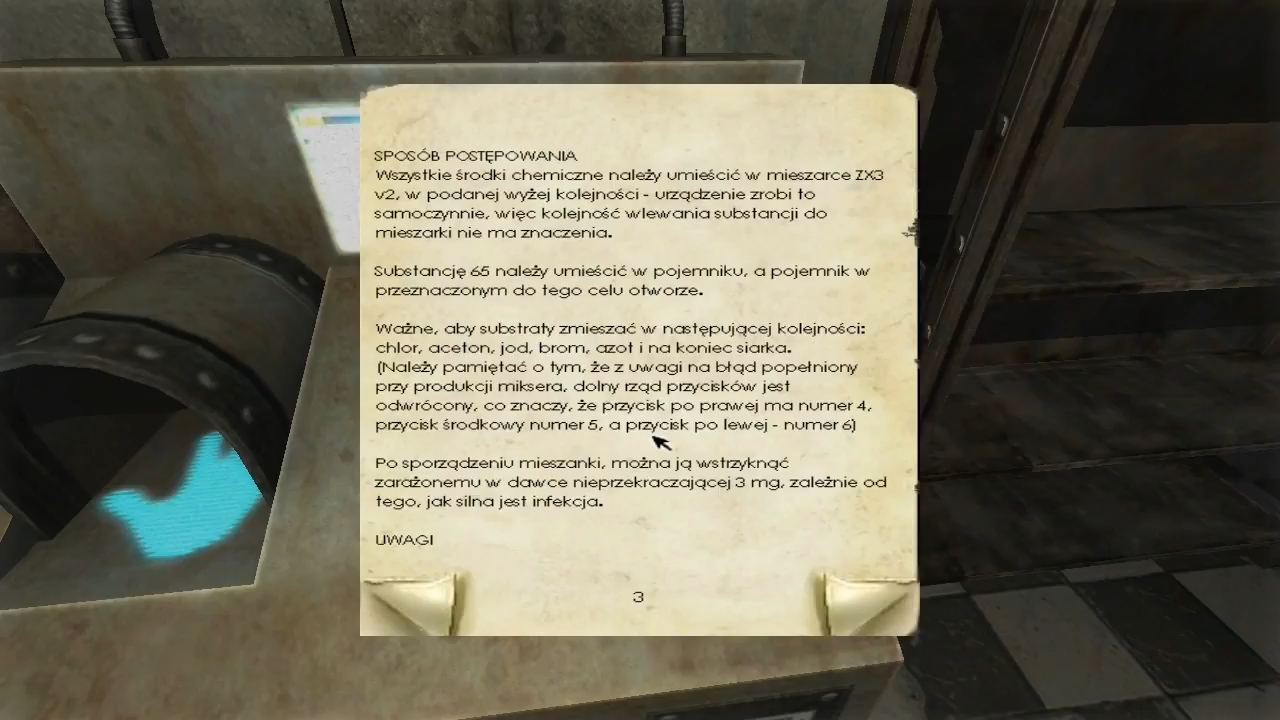 SPOSÓB POSTĘPOWANIA
Wszystkie środki chemiczne należy umieścić w mieszarce ZX3
v2, w podanej wyżej kolejności - urządzenie zrobi to
samoczynnie, więc kolejność wlewania substancji do
mieszarki nie ma znaczenia.
Substancję 65 należy umieścić w pojemniku, a pojemnik w
przeznaczonym do tego celu otworze.
Ważne, aby substraty zmieszać w następującej kolejności:
chlor, aceton, jod, brom, azot i na koniec siarka.
(Należy pamiętać o tym, że z uwagi na błąd popełniony
przy produkcji miksera, dolny rząd przycisków jest
odwrócony, co znaczy, że przycisk po prawej ma numer 4,
przycisk środkowy numer 5, a przycisk po lewej - numer 6)
Po sporządzeniu mieszanki, można ją wstrzyknąć
zarażonemu w dawce nieprzekraczającej 3 mg, zależnie od
tego, jak silna jest infekcja.
UWAGI
3